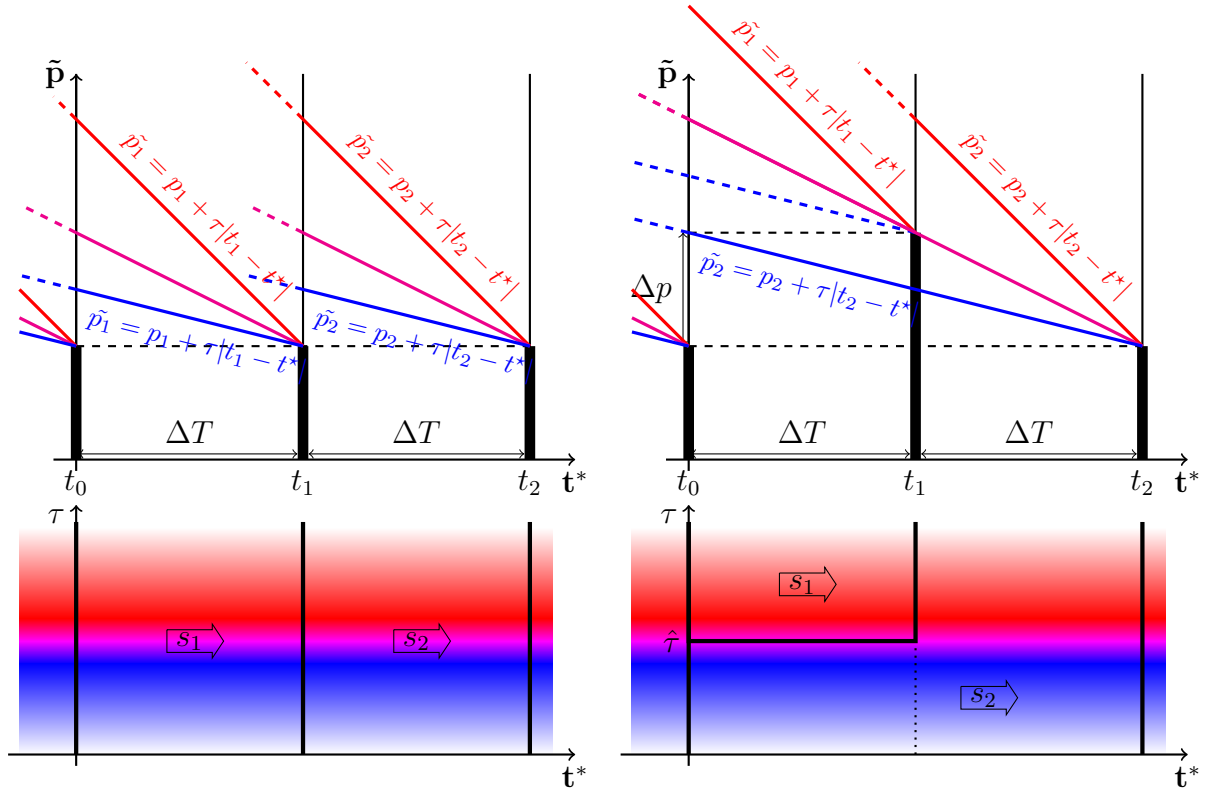 p̃
p̃₁ = p₁ + τ|t₁ − t⋆|
p̃₂ = p₂ + τ|t₂ − t⋆|
p̃₁ = p₁ + τ|t₁ − t⋆|
p̃₂ = p₂ + τ|t₂ − t⋆|
ΔT
ΔT
t₀
t₁
t₂
t*
p̃
p̃₁ = p₁ + τ|t₁ − t⋆|
p̃₂ = p₂ + τ|t₂ − t⋆|
p̃₂ = p₂ + τ|t₂ − t⋆|
Δp
ΔT
ΔT
t₀
t₁
t₂
t*
τ
s₁
s₂
t*
τ
s₁
τ̂
s₂
t*